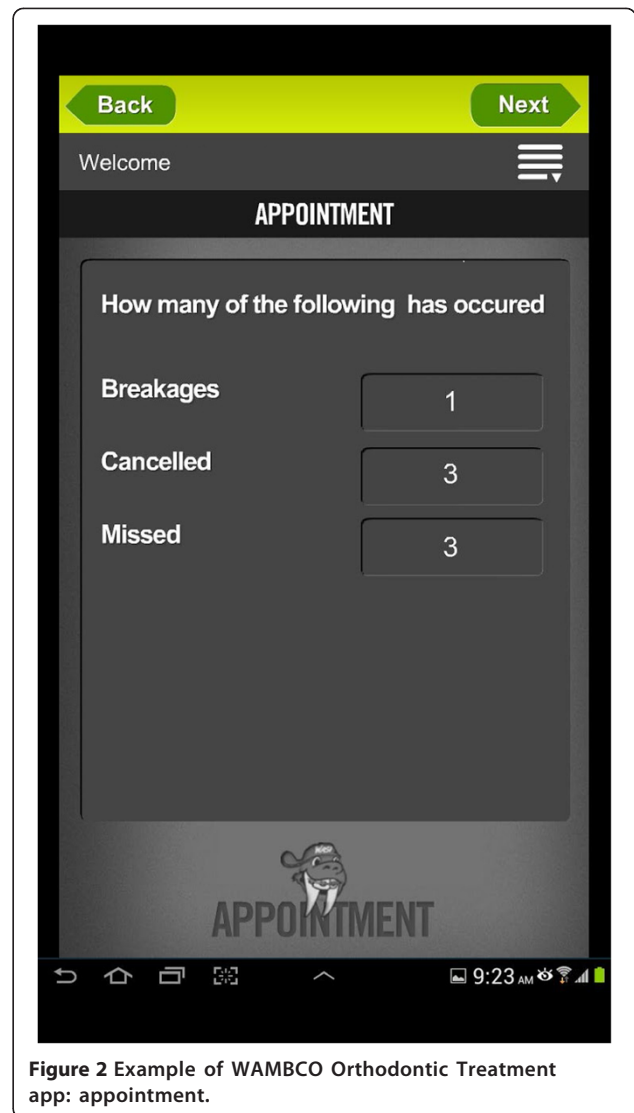 Back Next
Welcome
APPOINTMENT
How many of the following has occured
Breakages 1
Cancelled 3
Missed 3
APPOINTMENT
9:23 AM
Figure 2 Example of WAMBCO Orthodontic Treatment
app: appointment.